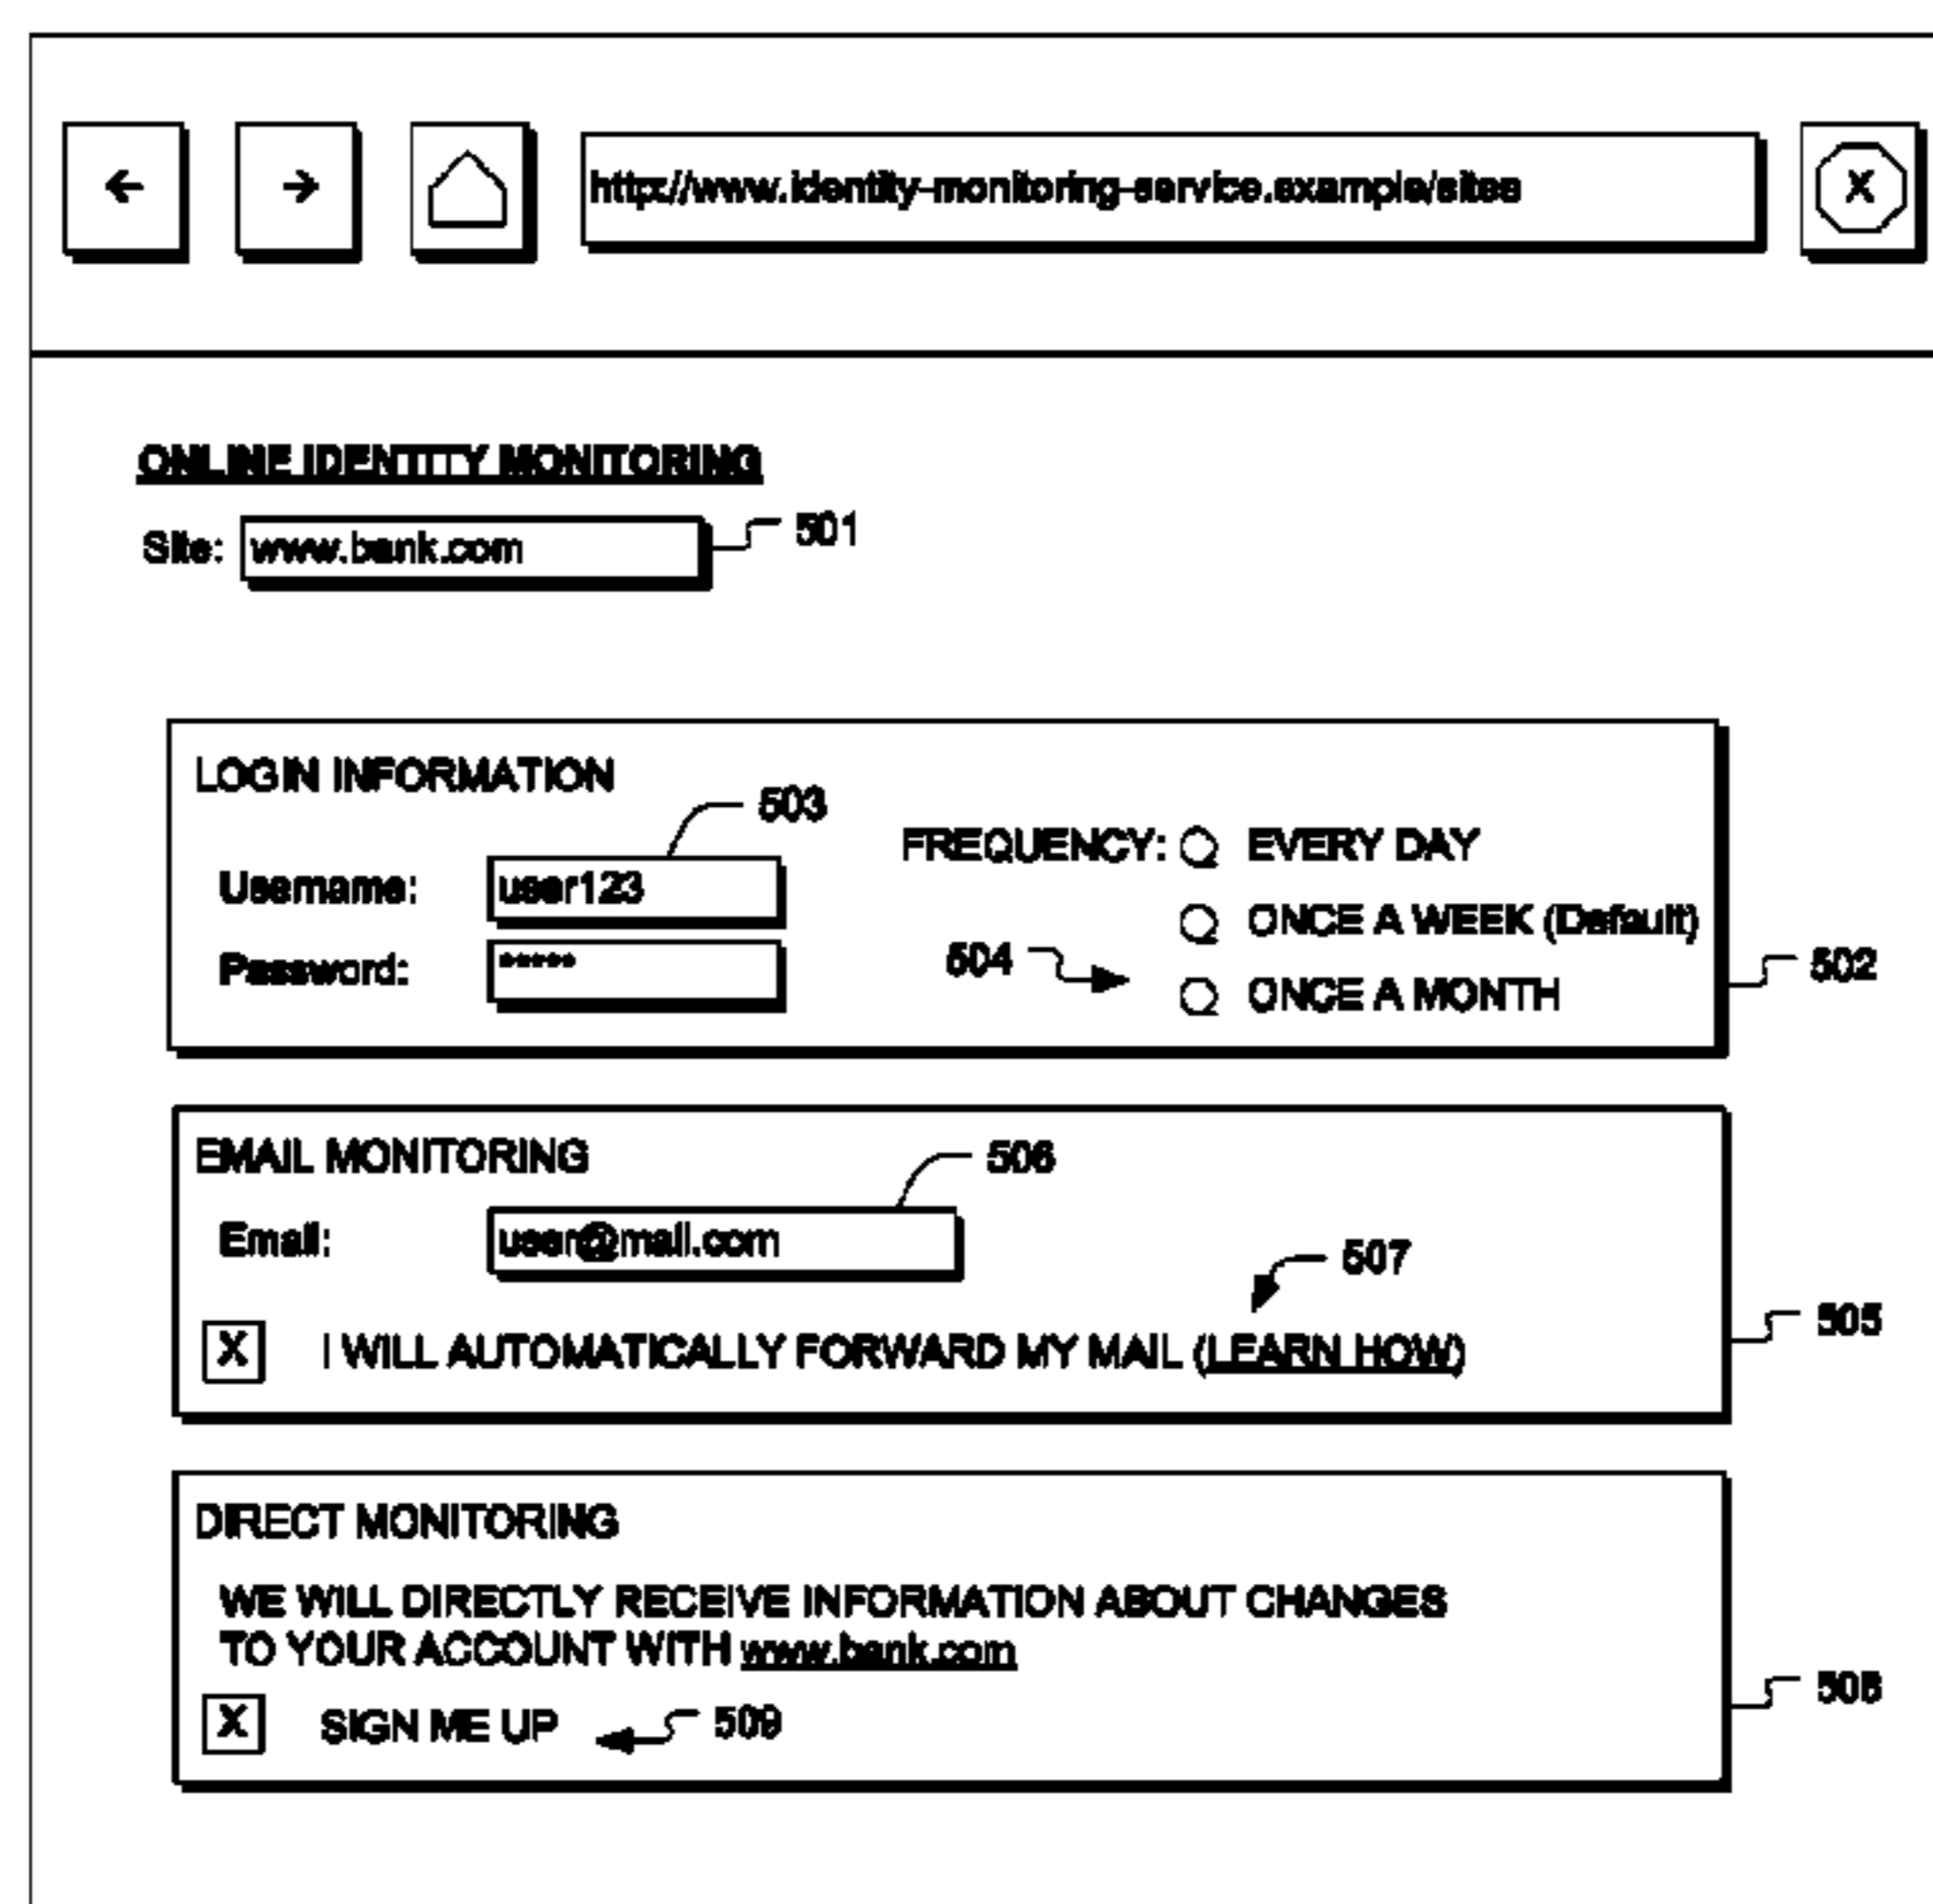 http://www.identity-monitoring-service.example/sites
X
ONLINE IDENTITY MONITORING
Site: www.bank.com 501
LOGIN INFORMATION
503
FREQUENCY: EVERY DAY
Username: user123
ONCE A WEEK (Default)
504
502
Password: *****
ONCE A MONTH
EMAIL MONITORING
506
Email: user@mail.com
507
505
X I WILL AUTOMATICALLY FORWARD MY MAIL (LEARN HOW)
DIRECT MONITORING
WE WILL DIRECTLY RECEIVE INFORMATION ABOUT CHANGES
TO YOUR ACCOUNT WITH www.bank.com
508
X SIGN ME UP 509